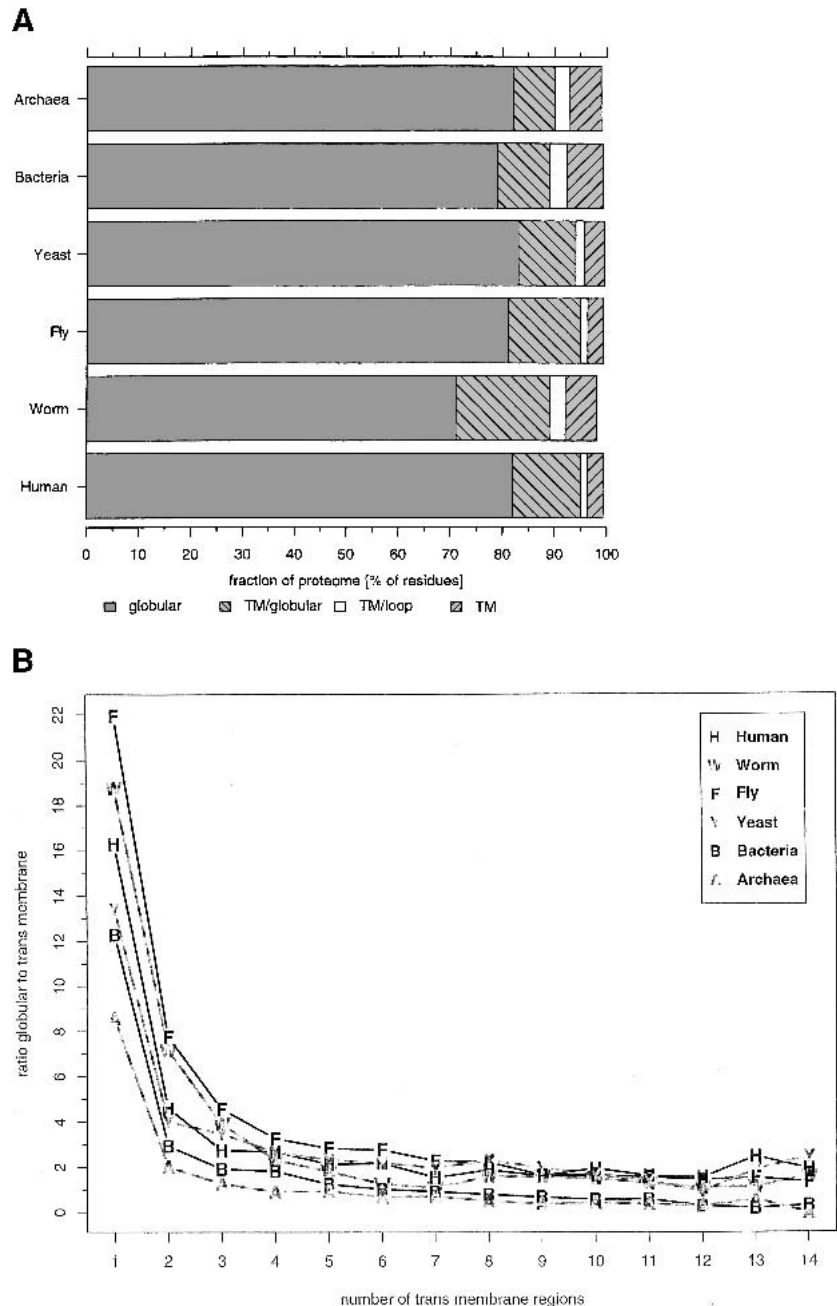 A
Archaea
Bacteria
Yeast
Fly
Worm
Human
0 10 20 30 40 50 60 70 80 90 100
fraction of proteome [% of residues]
globular TM/globular TM/loop TM
B
22
20
18
16
14
12
10
8
6
4
2
0
ratio globular to trans membrane
H Human
W Worm
F Fly
Y Yeast
B Bacteria
A Archaea
1 2 3 4 5 6 7 8 9 10 11 12 13 14
number of trans membrane regions